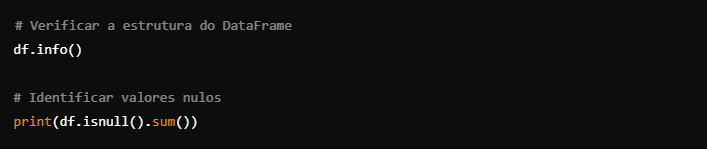 # Verificar a estrutura do DataFrame
df.info()
# Identificar valores nulos
print(df.isnull().sum())